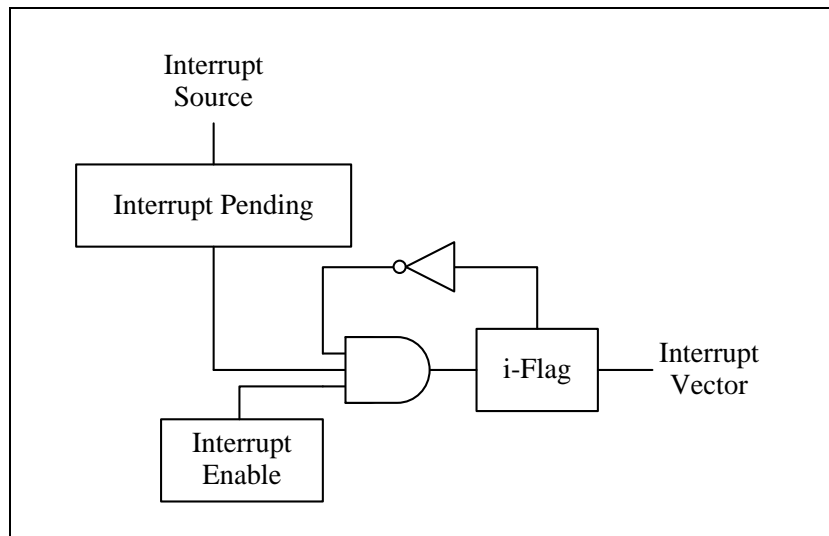 Interrupt
Source
Interrupt Pending
i-Flag
Interrupt
Vector
Interrupt
Enable